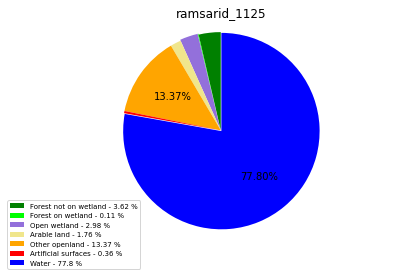 ramsarid_1125
13.37%
77.80%
Forest not on wetland - 3.62 %
Forest on wetland - 0.11 %
Open wetland - 2.98 %
Arable land - 1.76 %
Other openland - 13.37 %
Artificial surfaces - 0.36 %
Water - 77.8 %